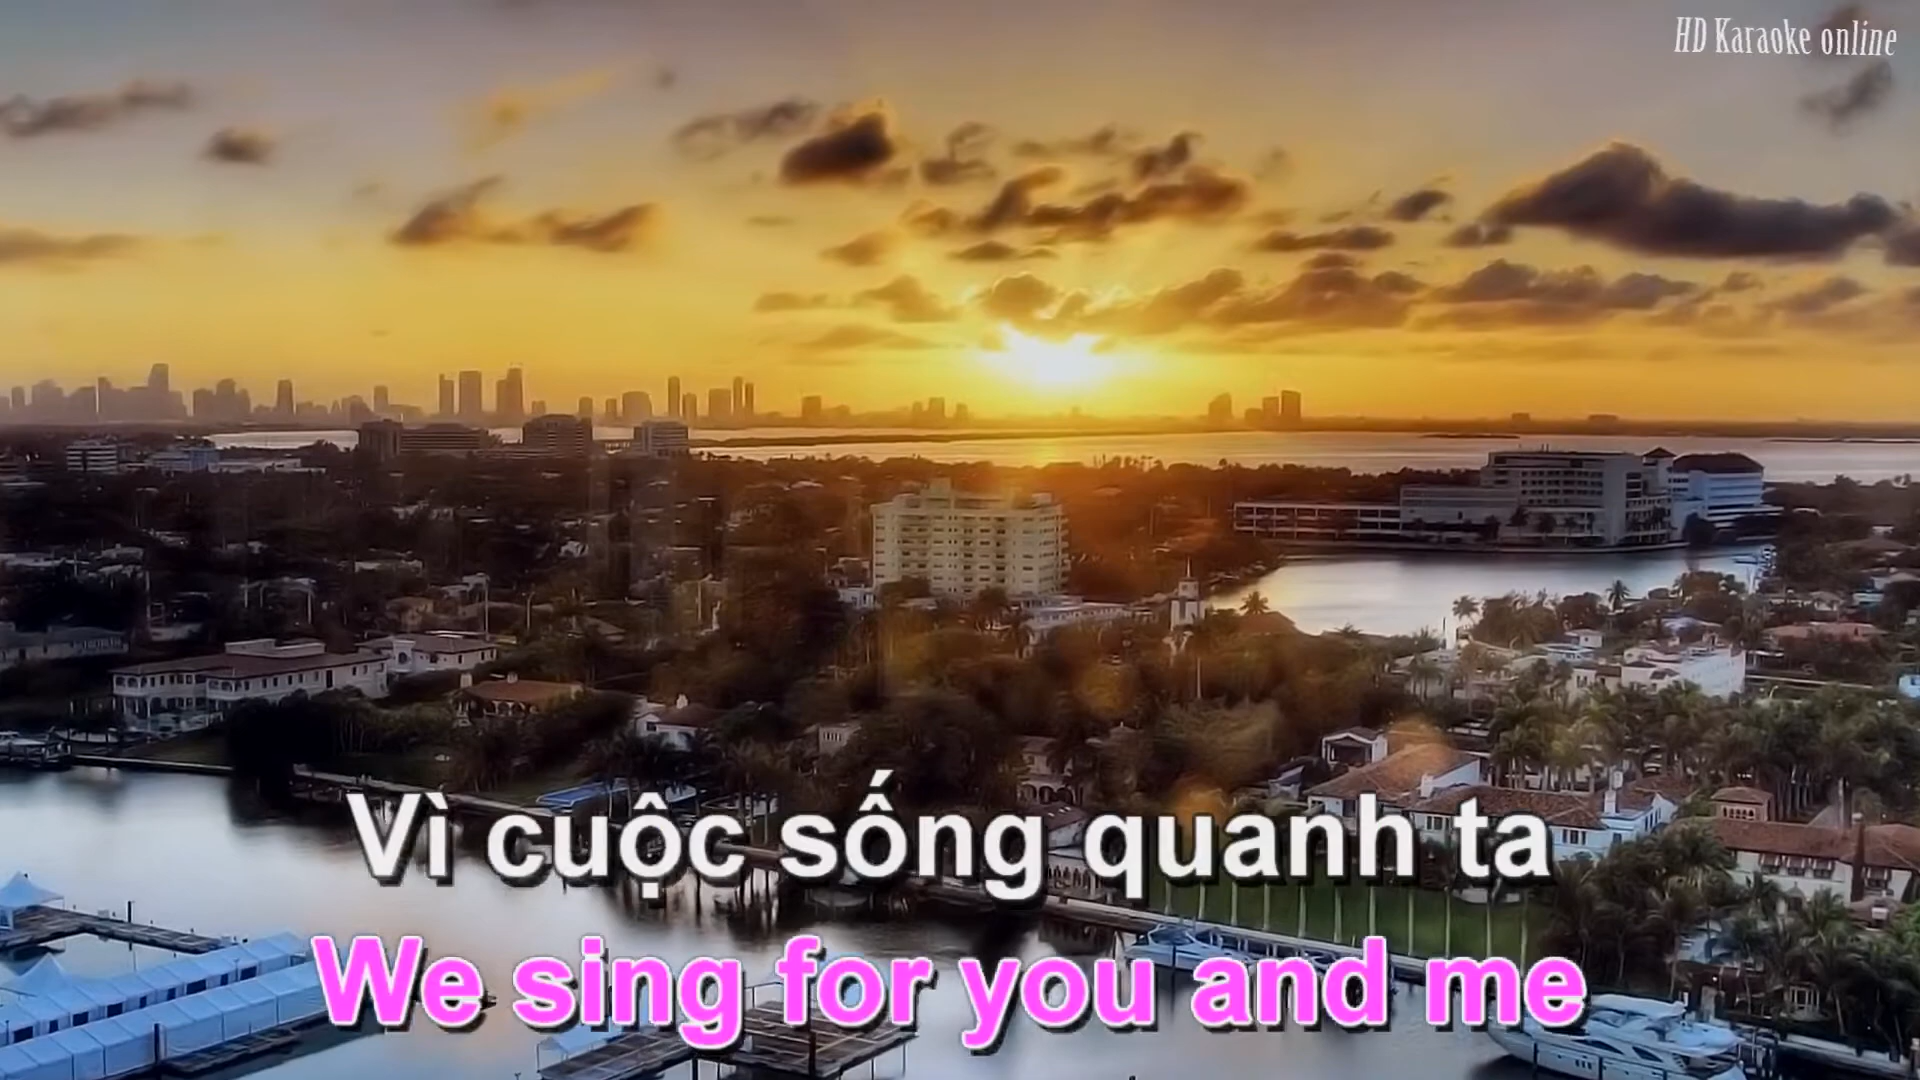 HD Karaoke online
Vì cuộc sống quanh ta
We sing for you and me